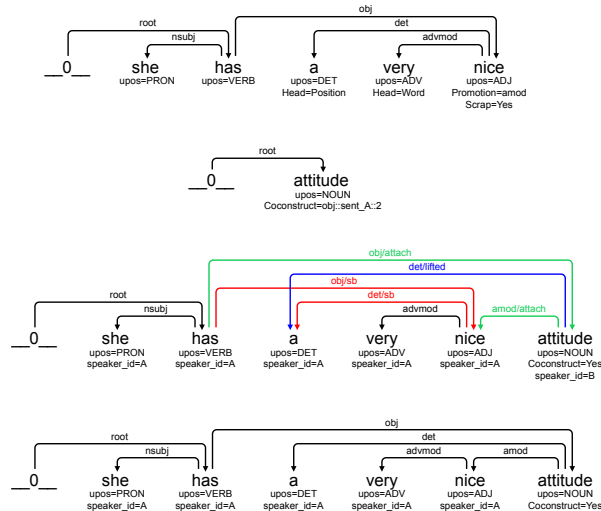 obj
root det
nsubj advmod
__0__ she has a very nice
upos=PRON upos=VERB upos=DET upos=ADV upos=ADJ
Head=Position Head=Word Promotion=amod
Scrap=Yes
root
__0__ attitude
upos=NOUN
Coconstruct=obj::sent_A::2
obj/attach
det/lifted
obj/sb
root det/sb
nsubj advmod amod/attach
__0__ she has a very nice attitude
upos=PRON upos=VERB upos=DET upos=ADV upos=ADJ upos=NOUN
speaker_id=A speaker_id=A speaker_id=A speaker_id=A speaker_id=A Coconstruct=Yes
speaker_id=B
obj
root det
nsubj advmod amod
__0__ she has a very nice attitude
upos=PRON upos=VERB upos=DET upos=ADV upos=ADJ upos=NOUN
speaker_id=A speaker_id=A speaker_id=A speaker_id=A speaker_id=A Coconstruct=Yes